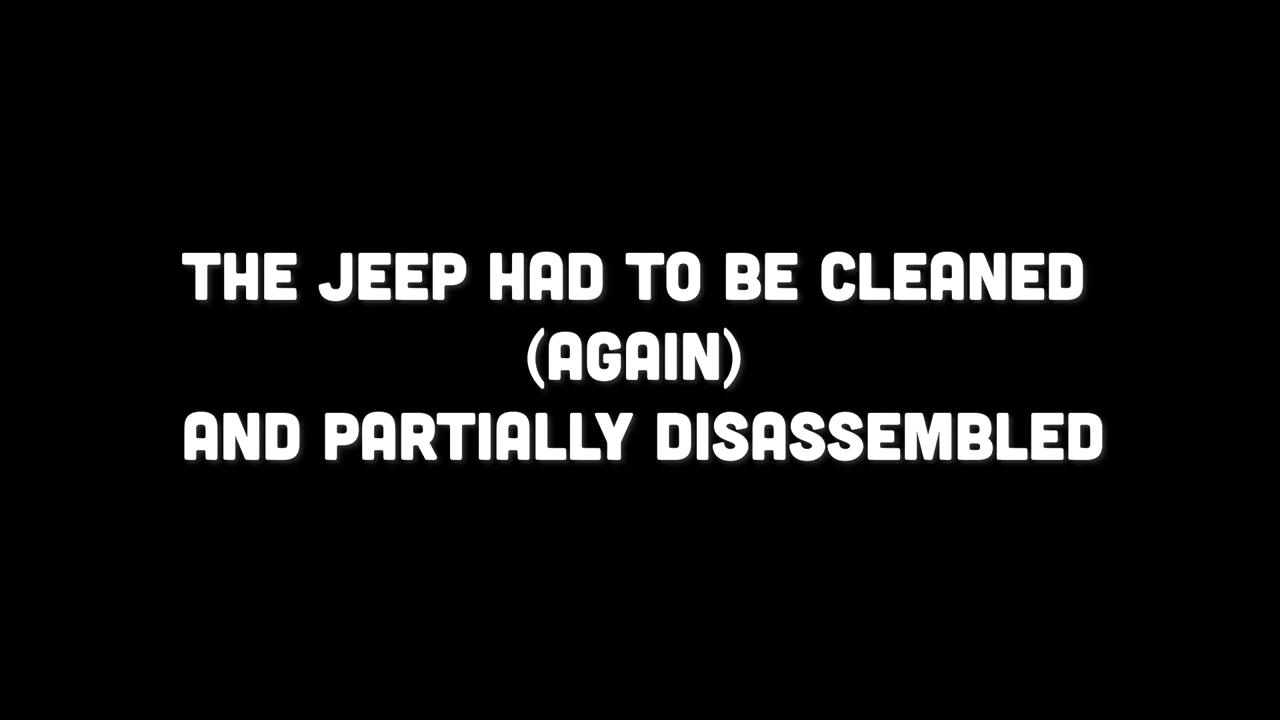 THE JEEP HAD TO BE CLEANED
(AGAIN)
AND PARTIALLY DISASSEMBLED